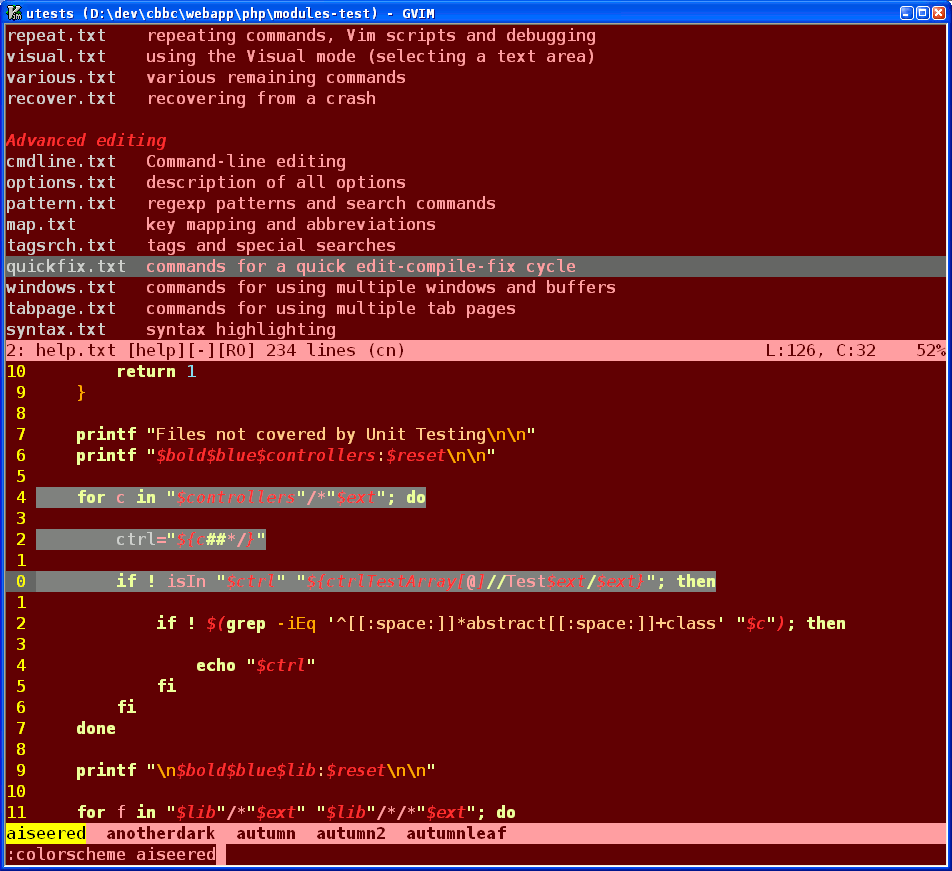 utests (D:\dev\cbbc\webapp\php\modules-test) - GVIM
repeat.txt    repeating commands, Vim scripts and debugging
visual.txt    using the Visual mode (selecting a text area)
various.txt   various remaining commands
recover.txt   recovering from a crash
Advanced editing
cmdline.txt   Command-line editing
options.txt   description of all options
pattern.txt   regexp patterns and search commands
map.txt       key mapping and abbreviations
tagsrch.txt   tags and special searches
quickfix.txt  commands for a quick edit-compile-fix cycle
windows.txt   commands for using multiple windows and buffers
tabpage.txt   commands for using multiple tab pages
syntax.txt    syntax highlighting
2: help.txt [help][-][RO] 234 lines (cn)    L:126, C:32    52%
10         return 1
 9     }
 8
 7     printf "Files not covered by Unit Testing\n\n"
 6     printf "$bold$blue$controllers:$reset\n\n"
 5
 4     for c in "$controllers"/*"$ext"; do
 3
 2         ctrl="${c##*/}"
 1
 0         if ! isIn "$ctrl" "${ctrlTestArray[@]//Test$ext/$ext}"; then
 1
 2             if ! $(grep -iEq '^[[:space:]]*abstract[[:space:]]+class' "$c"); then
 3
 4                 echo "$ctrl"
 5             fi
 6         fi
 7     done
 8
 9     printf "\n$bold$blue$lib:$reset\n\n"
10
11     for f in "$lib"/*"$ext" "$lib"/*/*"$ext"; do
aiseered  anotherdark  autumn  autumn2  autumnleaf
:colorscheme aiseered